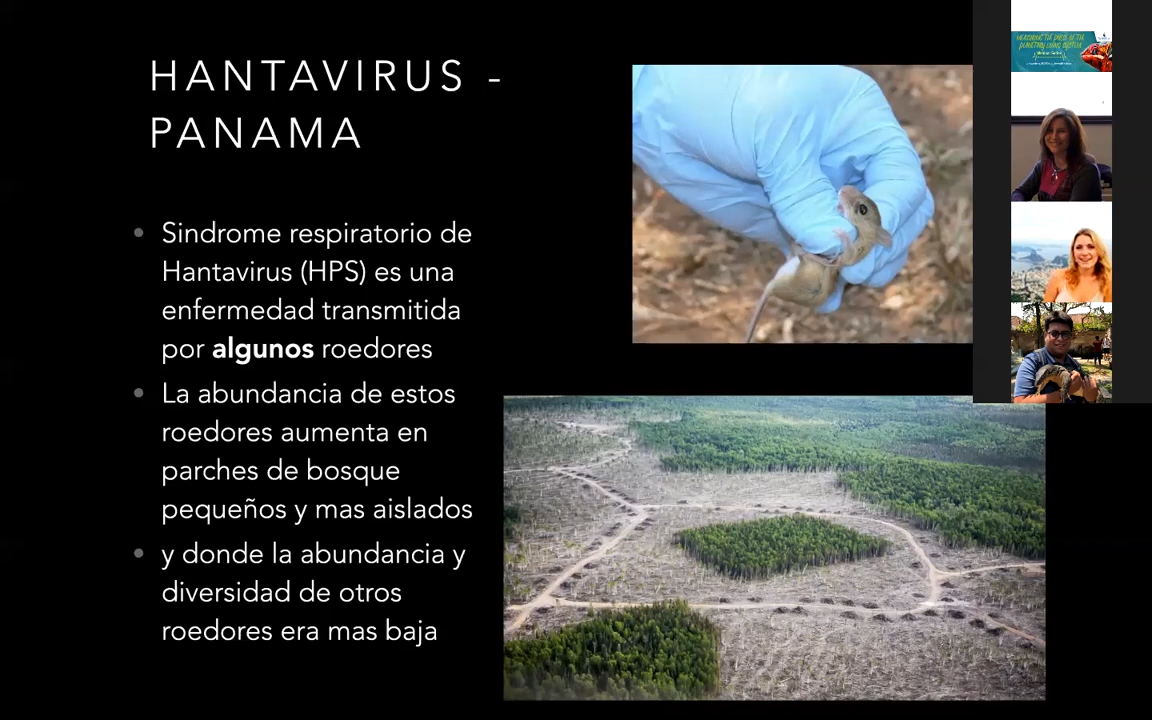 HANTAVIRUS -
PANAMA
Sindrome respiratorio de
Hantavirus (HPS) es una
enfermedad transmitida
por algunos roedores
La abundancia de estos
roedores aumenta en
parches de bosque
pequeños y mas aislados
y donde la abundancia y
diversidad de otros
roedores era mas baja